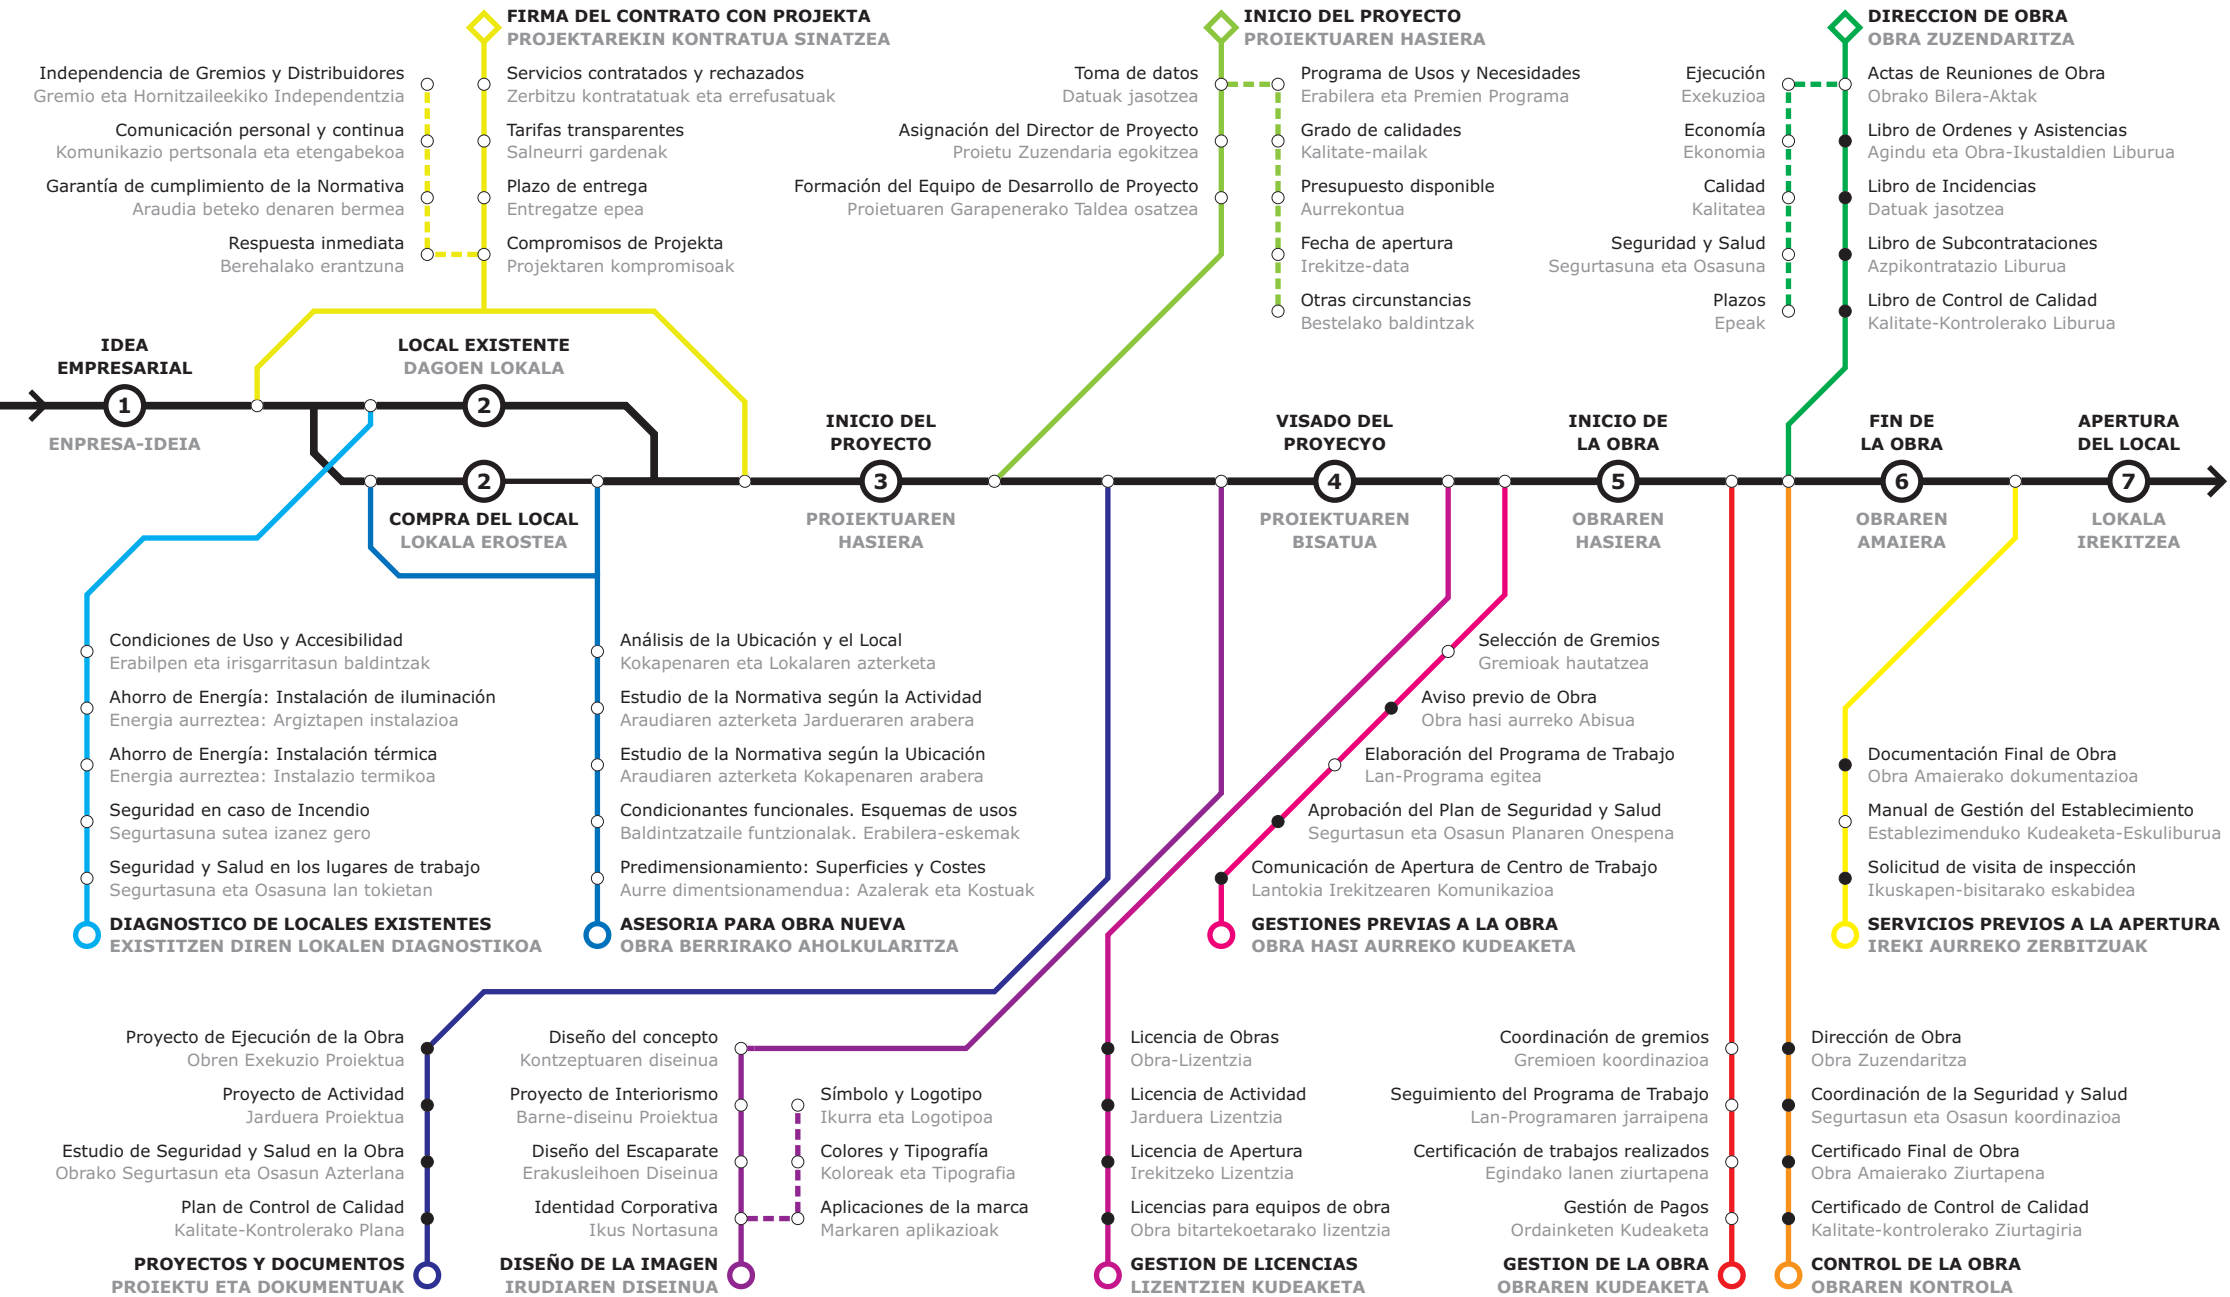 FIRMA DEL CONTRATO CON PROJEKTA
PROJEKTAREKIN KONTRATUA SINATZEA
Independencia de Gremios y Distribuidores
Gremio eta Hornitzaileekiko Independentzia
Comunicación personal y continua
Komunikazio pertsonala eta etengabekoa
Garantía de cumplimiento de la Normativa
Araudia beteko denaren bermea
Respuesta inmediata
Berehalako erantzuna
Servicios contratados y rechazados
Zerbitzu kontratatuak eta errefusatuak
Tarifas transparentes
Salneurri gardenak
Plazo de entrega
Entregatze epea
Compromisos de Projekta
Projektaren kompromisoak
INICIO DEL PROYECTO
PROIEKTUAREN HASIERA
Toma de datos
Datuak jasotzea
Asignación del Director de Proyecto
Proietu Zuzendaria egokitzea
Formación del Equipo de Desarrollo de Proyecto
Proietuaren Garapenerako Taldea osatzea
Programa de Usos y Necesidades
Erabilera eta Premien Programa
Grado de calidades
Kalitate-mailak
Presupuesto disponible
Aurrekontua
Fecha de apertura
Irekitze-data
Otras circunstancias
Bestelako baldintzak
DIRECCION DE OBRA
OBRA ZUZENDARITZA
Ejecución
Exekuzioa
Economía
Ekonomia
Calidad
Kalitatea
Seguridad y Salud
Segurtasuna eta Osasuna
Plazos
Epeak
Actas de Reuniones de Obra
Obrako Bilera-Aktak
Libro de Ordenes y Asistencias
Agindu eta Obra-Ikustaldien Liburua
Libro de Incidencias
Datuak jasotzea
Libro de Subcontrataciones
Azpikontratazio Liburua
Libro de Control de Calidad
Kalitate-Kontrolerako Liburua
IDEA
EMPRESARIAL
1
ENPRESA-IDEIA
LOCAL EXISTENTE
DAGOEN LOKALA
2
2
COMPRA DEL LOCAL
LOKALA EROSTEA
INICIO DEL
PROYECTO
3
PROIEKTUAREN
HASIERA
VISADO DEL
PROYECYO
4
PROIEKTUAREN
BISATUA
INICIO DE
LA OBRA
5
OBRAREN
HASIERA
FIN DE
LA OBRA
6
OBRAREN
AMAIERA
APERTURA
DEL LOCAL
7
LOKALA
IREKITZEA
Condiciones de Uso y Accesibilidad
Erabilpen eta irisgarritasun baldintzak
Ahorro de Energía: Instalación de iluminación
Energia aurreztea: Argiztapen instalazioa
Ahorro de Energía: Instalación térmica
Energia aurreztea: Instalazio termikoa
Seguridad en caso de Incendio
Segurtasuna sutea izanez gero
Seguridad y Salud en los lugares de trabajo
Segurtasuna eta Osasuna lan tokietan
DIAGNOSTICO DE LOCALES EXISTENTES
EXISTITZEN DIREN LOKALEN DIAGNOSTIKOA
Análisis de la Ubicación y el Local
Kokapenaren eta Lokalaren azterketa
Estudio de la Normativa según la Actividad
Araudiaren azterketa Jardueraren arabera
Estudio de la Normativa según la Ubicación
Araudiaren azterketa Kokapenaren arabera
Condicionantes funcionales. Esquemas de usos
Baldintzatzaile funtzionalak. Erabilera-eskemak
Predimensionamiento: Superficies y Costes
Aurre dimentsionamendua: Azalerak eta Kostuak
ASESORIA PARA OBRA NUEVA
OBRA BERRIRAKO AHOLKULARITZA
Selección de Gremios
Gremioak hautatzea
Aviso previo de Obra
Obra hasi aurreko Abisua
Elaboración del Programa de Trabajo
Lan-Programa egitea
Aprobación del Plan de Seguridad y Salud
Segurtasun eta Osasun Planaren Onespena
Comunicación de Apertura de Centro de Trabajo
Lantokia Irekitzearen Komunikazioa
GESTIONES PREVIAS A LA OBRA
OBRA HASI AURREKO KUDEAKETA
Documentación Final de Obra
Obra Amaierako dokumentazioa
Manual de Gestión del Establecimiento
Establezimenduko Kudeaketa-Eskuliburua
Solicitud de visita de inspección
Ikuskapen-bisitarako eskabidea
SERVICIOS PREVIOS A LA APERTURA
IREKI AURREKO ZERBITZUAK
Proyecto de Ejecución de la Obra
Obren Exekuzio Proiektua
Proyecto de Actividad
Jarduera Proiektua
Estudio de Seguridad y Salud en la Obra
Obrako Segurtasun eta Osasun Azterlana
Plan de Control de Calidad
Kalitate-Kontrolerako Plana
PROYECTOS Y DOCUMENTOS
PROIEKTU ETA DOKUMENTUAK
Diseño del concepto
Kontzeptuaren diseinua
Proyecto de Interiorismo
Barne-diseinu Proiektua
Diseño del Escaparate
Erakusleihoen Diseinua
Identidad Corporativa
Ikus Nortasuna
DISEÑO DE LA IMAGEN
IRUDIAREN DISEINUA
Símbolo y Logotipo
Ikurra eta Logotipoa
Colores y Tipografía
Koloreak eta Tipografia
Aplicaciones de la marca
Markaren aplikazioak
Licencia de Obras
Obra-Lizentzia
Licencia de Actividad
Jarduera Lizentzia
Licencia de Apertura
Irekitzeko Lizentzia
Licencias para equipos de obra
Obra bitartekoetarako lizentzia
GESTION DE LICENCIAS
LIZENTZIEN KUDEAKETA
Coordinación de gremios
Gremioen koordinazioa
Seguimiento del Programa de Trabajo
Lan-Programaren jarraipena
Certificación de trabajos realizados
Egindako lanen ziurtapena
Gestión de Pagos
Ordainketen Kudeaketa
GESTION DE LA OBRA
OBRAREN KUDEAKETA
Dirección de Obra
Obra Zuzendaritza
Coordinación de la Seguridad y Salud
Segurtasun eta Osasun koordinazioa
Certificado Final de Obra
Obra Amaierako Ziurtapena
Certificado de Control de Calidad
Kalitate-kontrolerako Ziurtagiria
CONTROL DE LA OBRA
OBRAREN KONTROLA